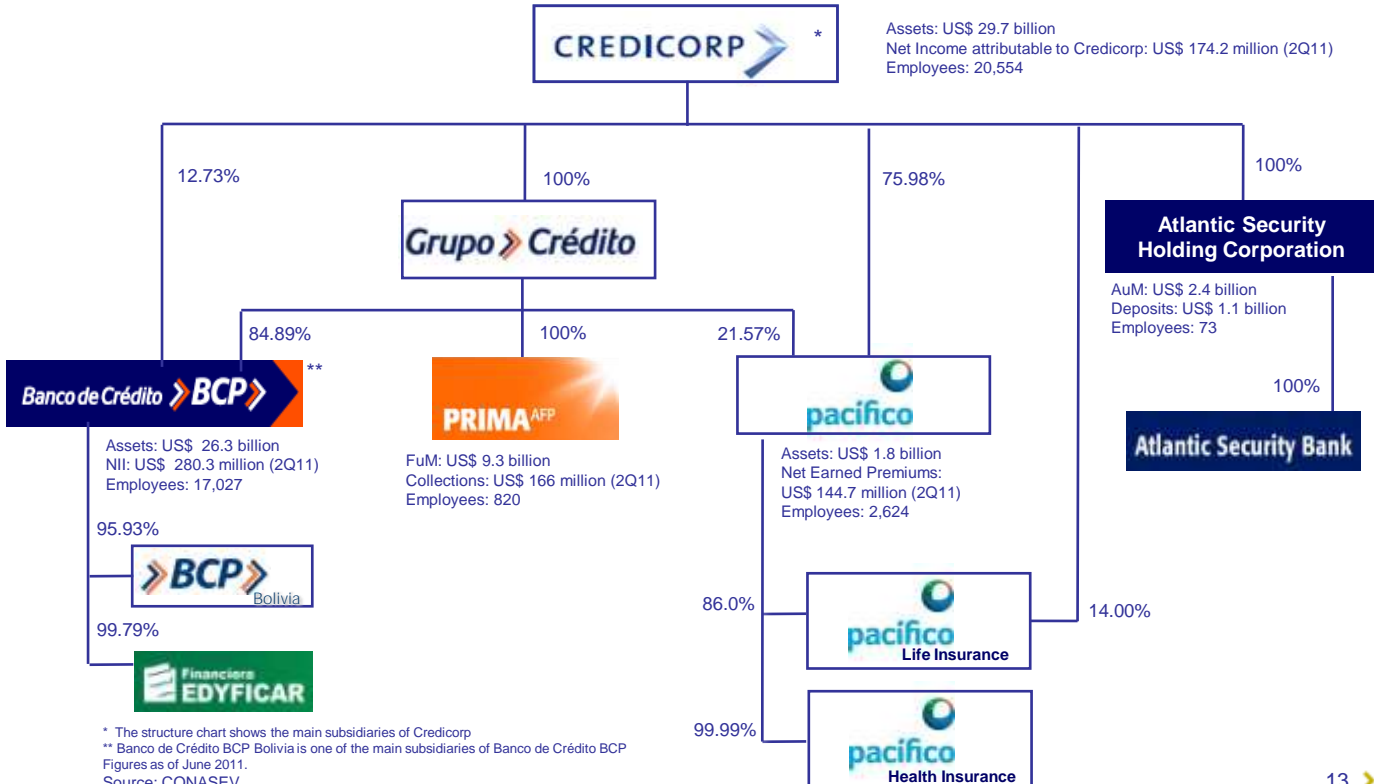 CREDICORP
*
Assets: US$ 29.7 billion
Net Income attributable to Credicorp: US$ 174.2 million (2Q11)
Employees: 20,554
12.73%
100%
75.98%
100%
Grupo Crédito
Atlantic Security
Holding Corporation
AuM: US$ 2.4 billion
Deposits: US$ 1.1 billion
Employees: 73
84.89%
100%
21.57%
100%
Banco de Crédito BCP
**
PRIMA AFP
pacífico
Atlantic Security Bank
Assets: US$ 26.3 billion
NII: US$ 280.3 million (2Q11)
Employees: 17,027
FuM: US$ 9.3 billion
Collections: US$ 166 million (2Q11)
Employees: 820
Assets: US$ 1.8 billion
Net Earned Premiums:
US$ 144.7 million (2Q11)
Employees: 2,624
95.93%
BCP
Bolivia
99.79%
Financiera
EDYFICAR
86.0%
pacífico
Life Insurance
14.00%
99.99%
pacífico
Health Insurance
* The structure chart shows the main subsidiaries of Credicorp
** Banco de Crédito BCP Bolivia is one of the main subsidiaries of Banco de Crédito BCP
Figures as of June 2011.
Source: CONASEV
13